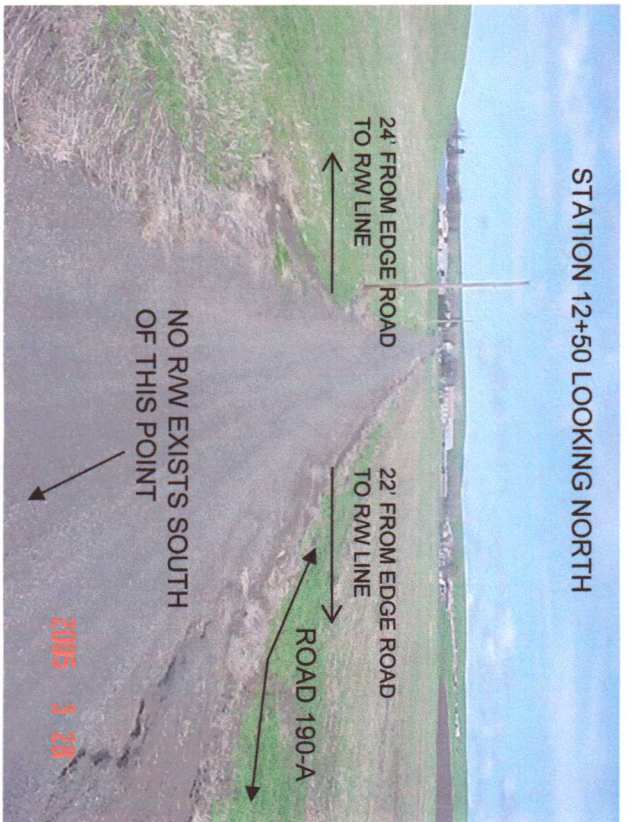 STATION 12+50 LOOKING NORTH
24' FROM EDGE ROAD
TO R/W LINE
22' FROM EDGE ROAD
TO R/W LINE
ROAD 190-A
NO R/W EXISTS SOUTH
OF THIS POINT
2005 3 28